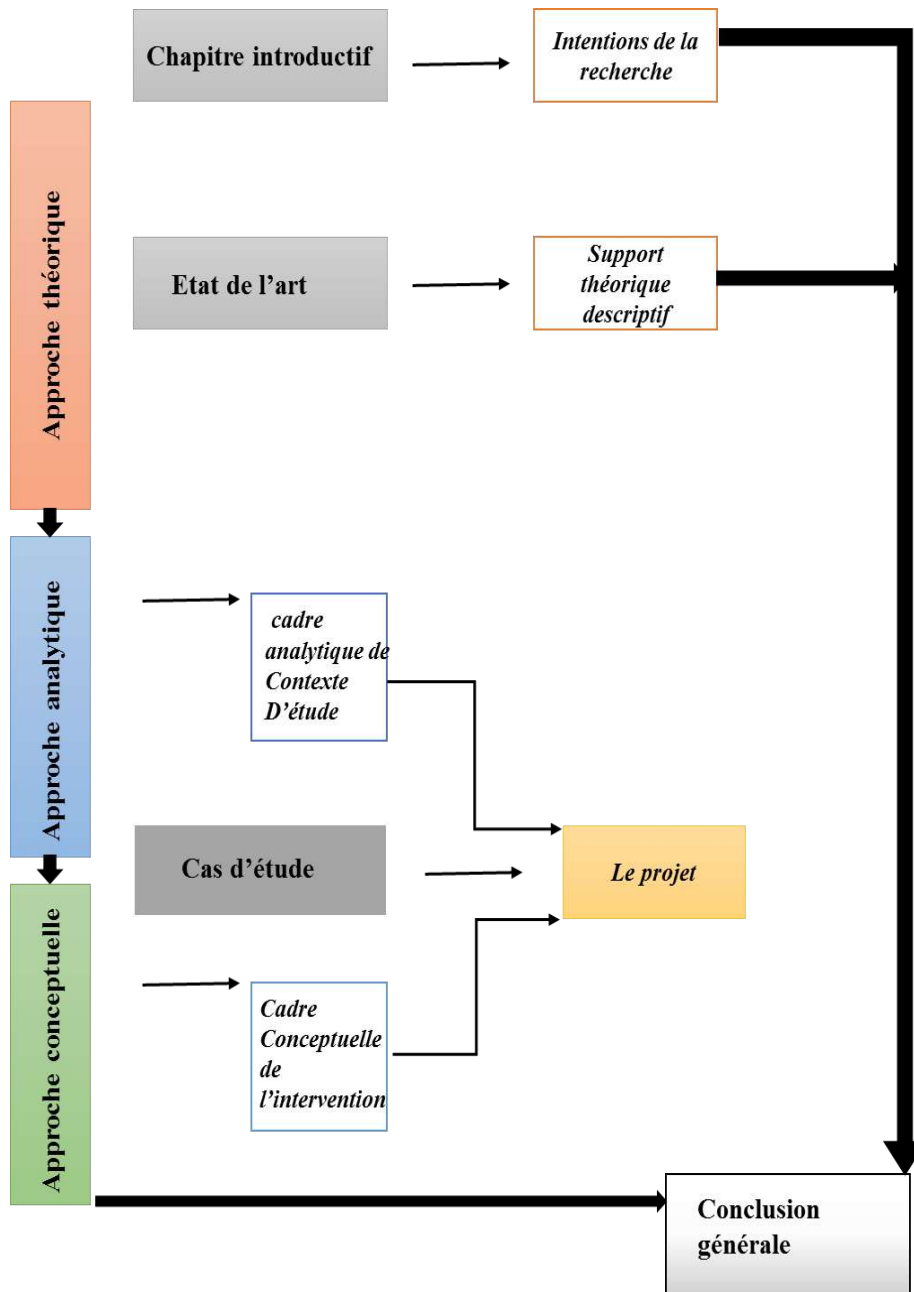 Chapitre introductif
Intentions de la
recherche
Approche théorique
Etat de l’art
Support
théorique
descriptif
Approche analytique
cadre
analytique de
Contexte
D’étude
Cas d’étude
Le projet
Approche conceptuelle
Cadre
Conceptuelle
de
l’intervention
Conclusion
générale